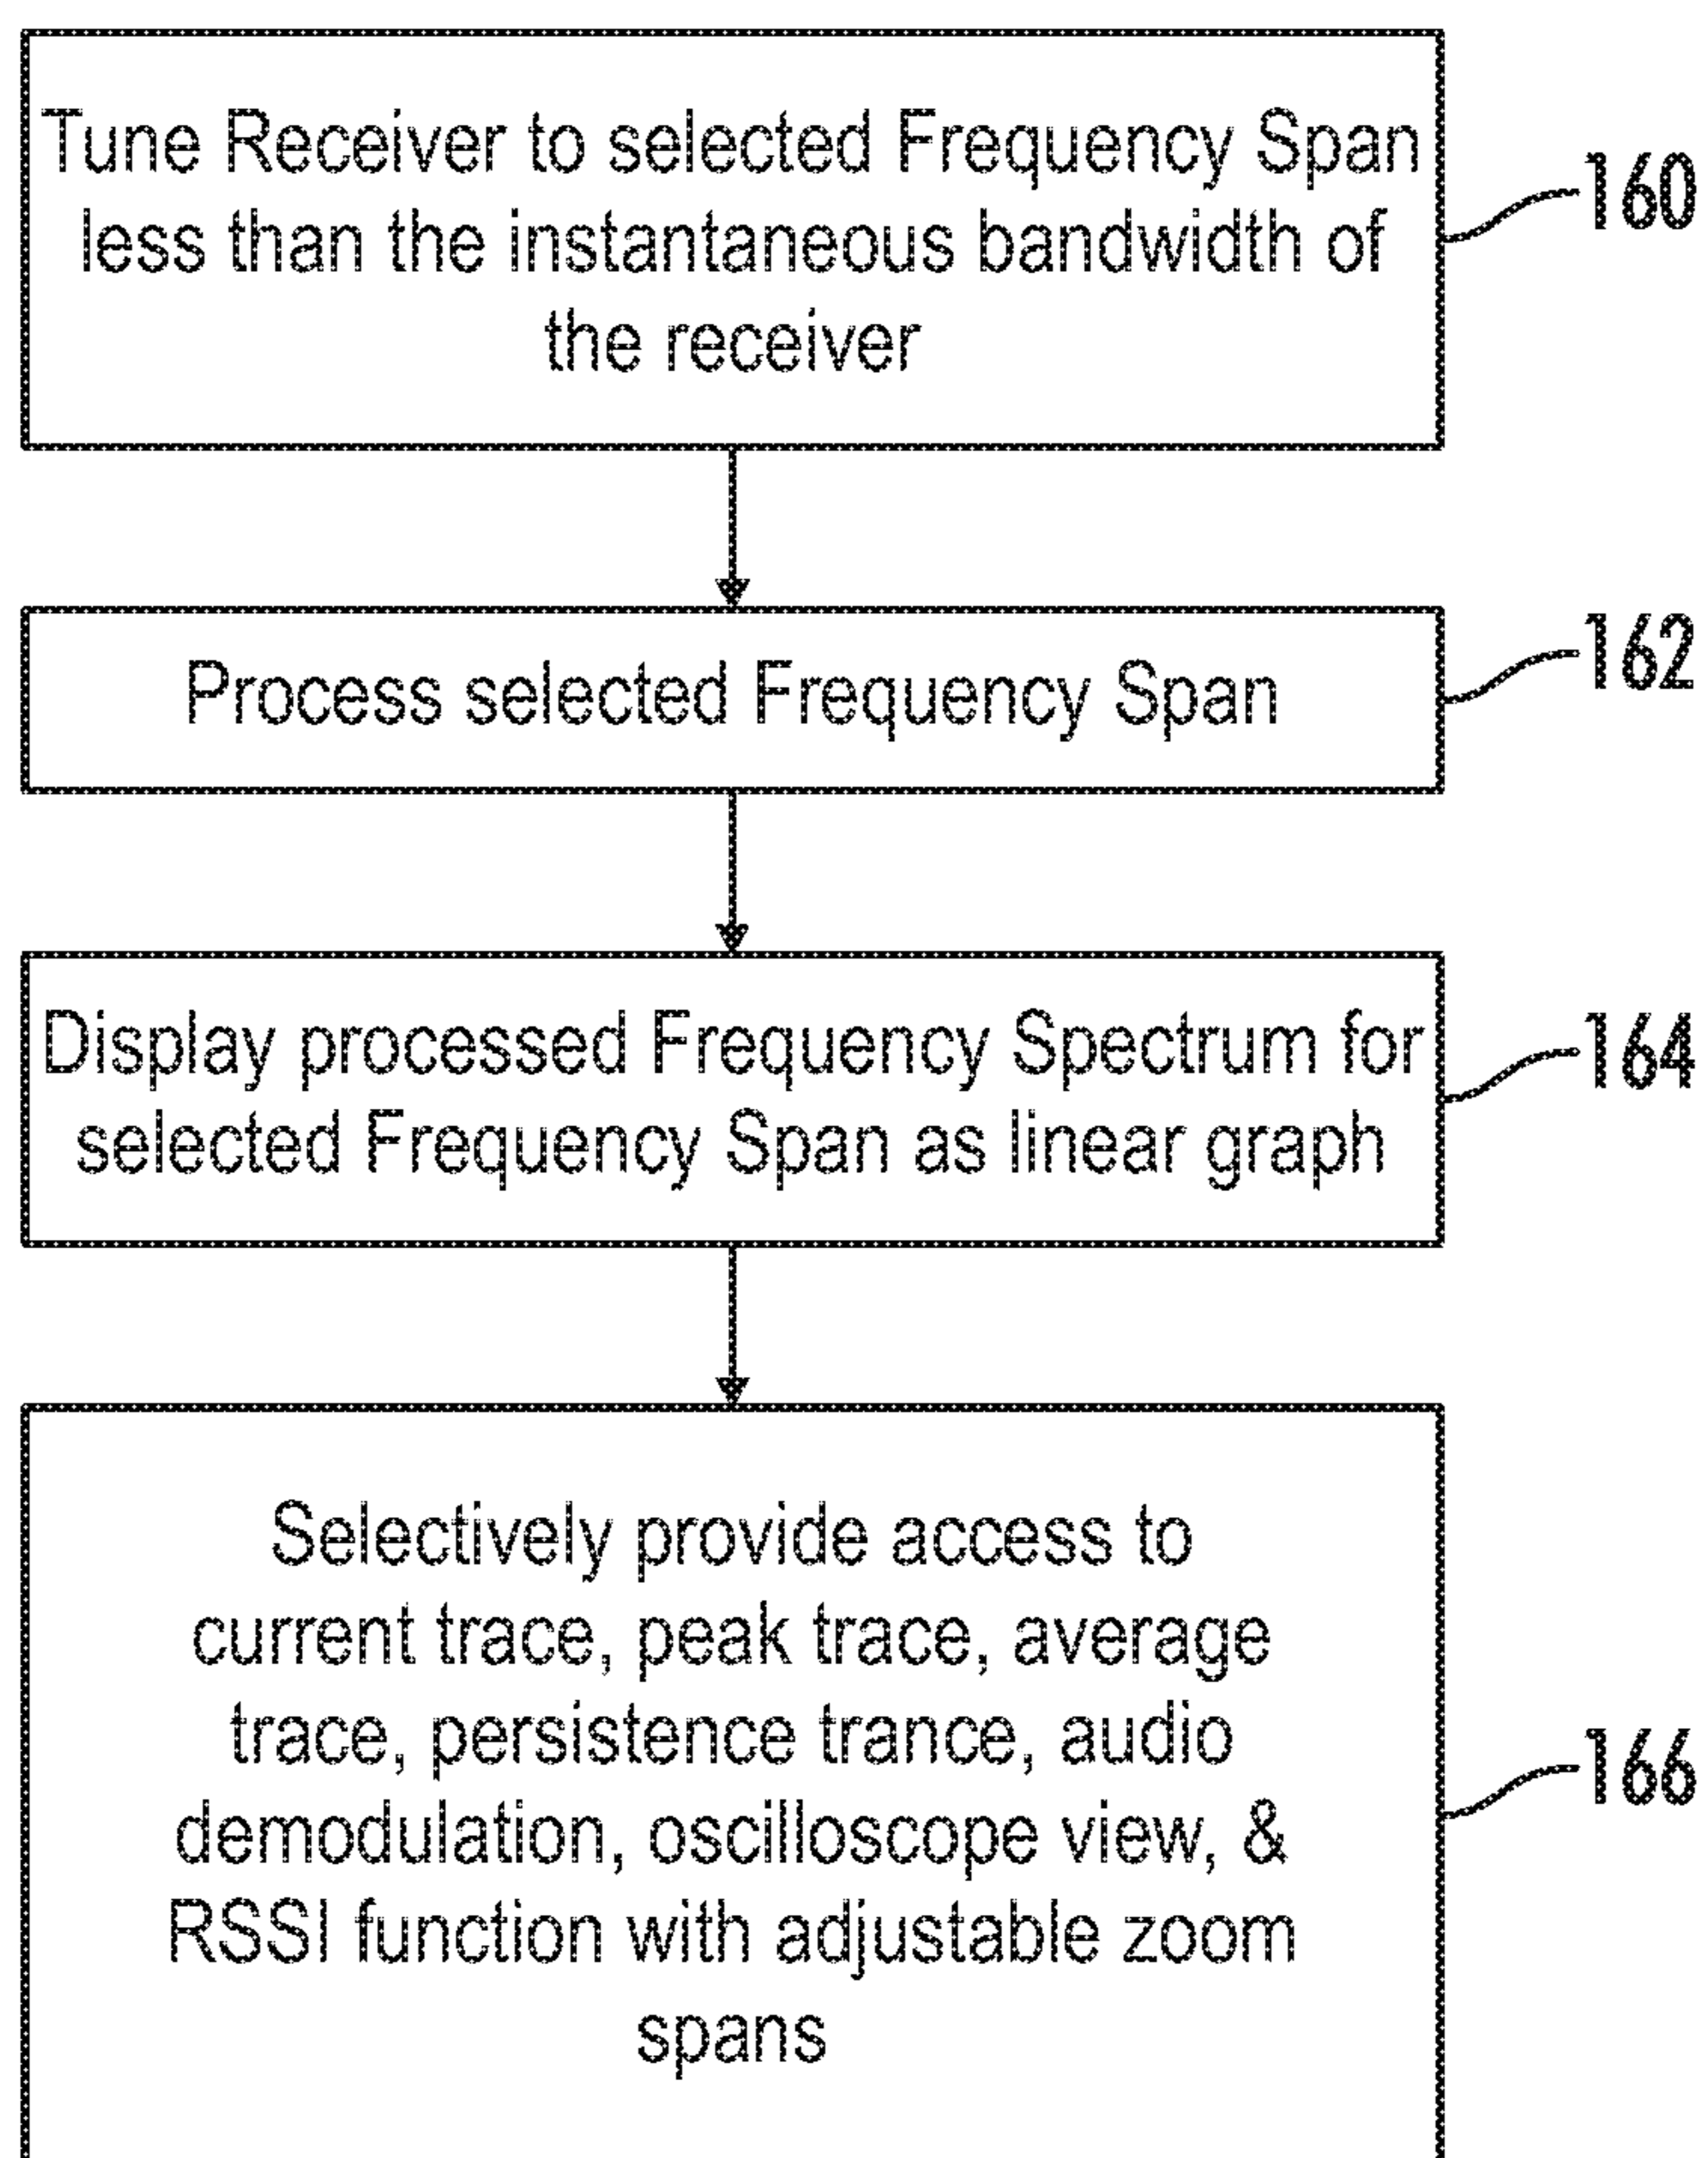 Tune Receiver to selected Frequency Span
less than the instantaneous bandwidth of
the receiver
160
Process selected Frequency Span
162
Display processed Frequency Spectrum for
selected Frequency Span as linear graph
164
Selectively provide access to
current trace, peak trace, average
trace, persistence trance, audio
demodulation, oscilloscope view, &
RSSI function with adjustable zoom
spans
166